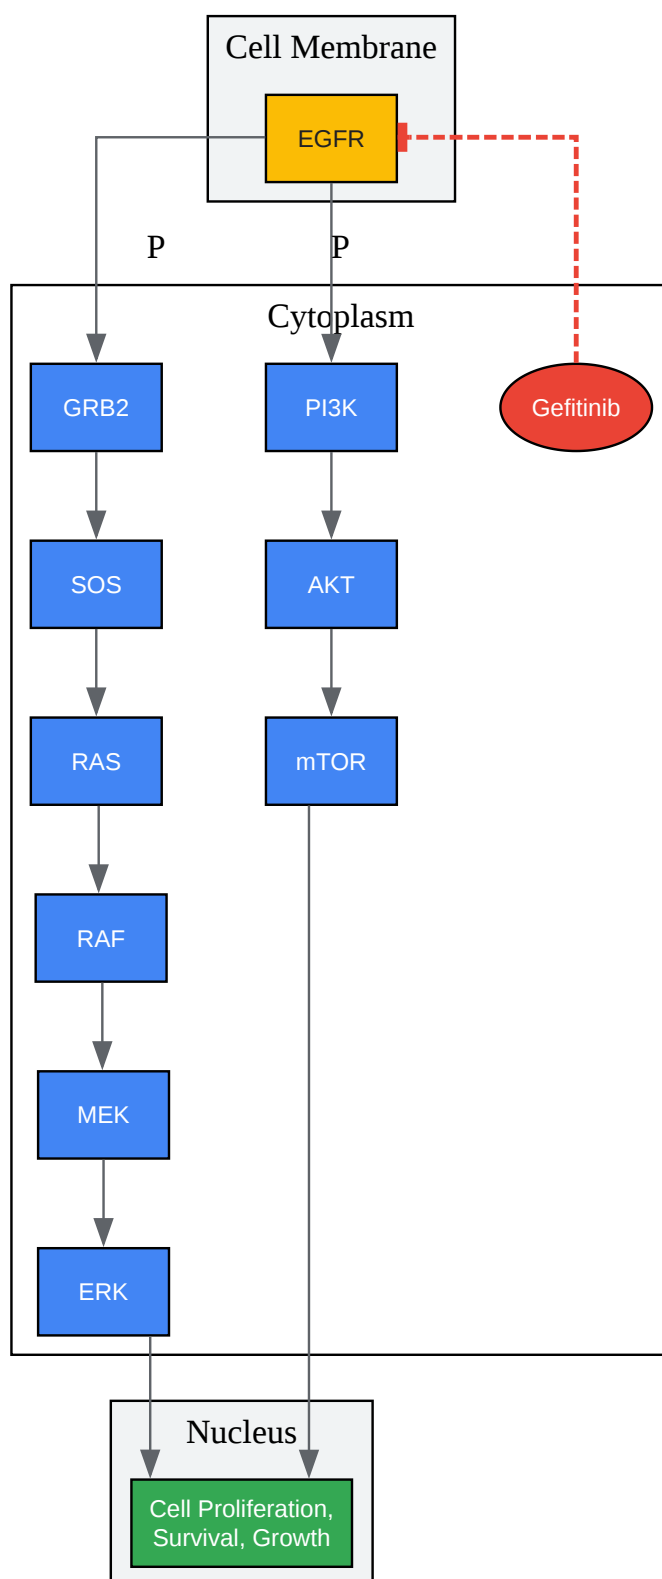 Cell Membrane
EGFR
P
P
Cytoplasm
GRB2
PI3K
Gefitinib
SOS
AKT
RAS
mTOR
RAF
MEK
ERK
Nucleus
Cell Proliferation,
Survival, Growth